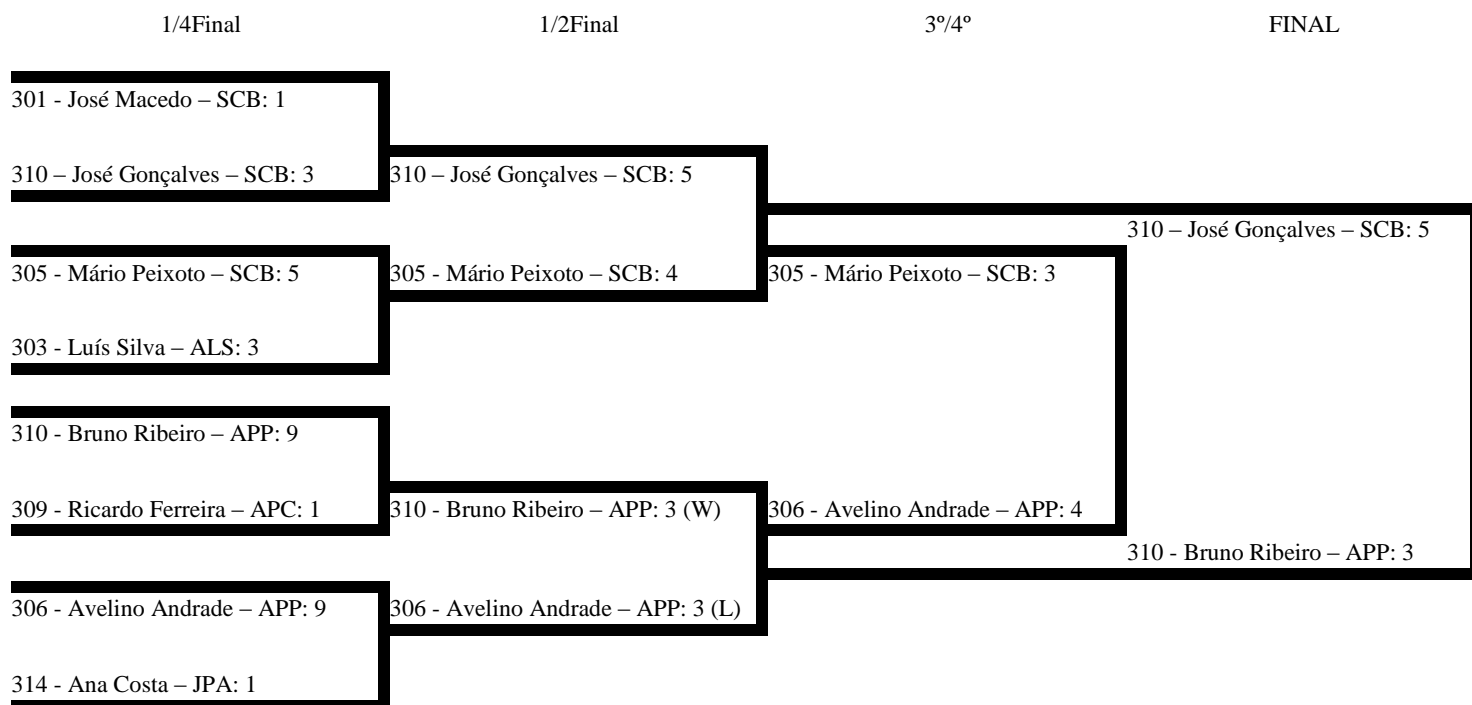 1/4Final 1/2Final 3º/4º FINAL
301 - José Macedo – SCB: 1
310 – José Gonçalves – SCB: 3 310 – José Gonçalves – SCB: 5
310 – José Gonçalves – SCB: 5
305 - Mário Peixoto – SCB: 5 305 - Mário Peixoto – SCB: 4 305 - Mário Peixoto – SCB: 3
303 - Luís Silva – ALS: 3
310 - Bruno Ribeiro – APP: 9
309 - Ricardo Ferreira – APC: 1 310 - Bruno Ribeiro – APP: 3 (W) 306 - Avelino Andrade – APP: 4
310 - Bruno Ribeiro – APP: 3
306 - Avelino Andrade – APP: 9 306 - Avelino Andrade – APP: 3 (L)
314 - Ana Costa – JPA: 1